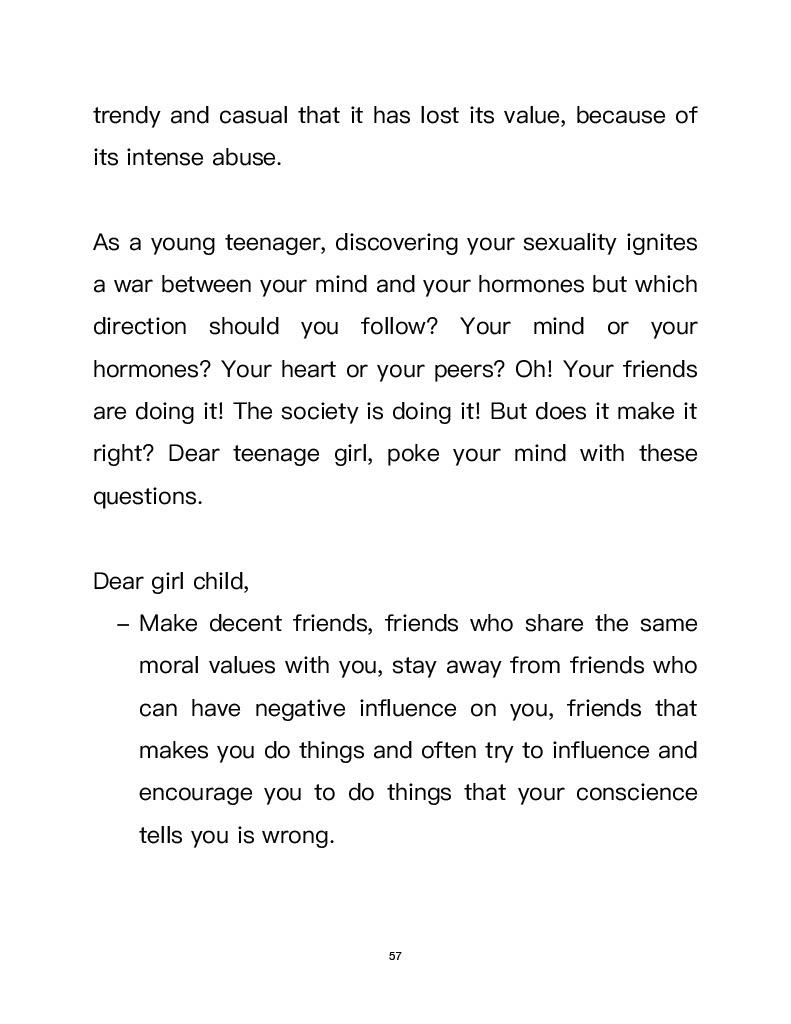 trendy and casual that it has lost its value, because of
its intense abuse.
As a young teenager, discovering your sexuality ignites
a war between your mind and your hormones but which
direction should you follow? Your mind or your
hormones? Your heart or your peers? Oh! Your friends
are doing it! The society is doing it! But does it make it
right? Dear teenage girl, poke your mind with these
questions.
Dear girl child,
– Make decent friends, friends who share the same
moral values with you, stay away from friends who
can have negative influence on you, friends that
makes you do things and often try to influence and
encourage you to do things that your conscience
tells you is wrong.
57